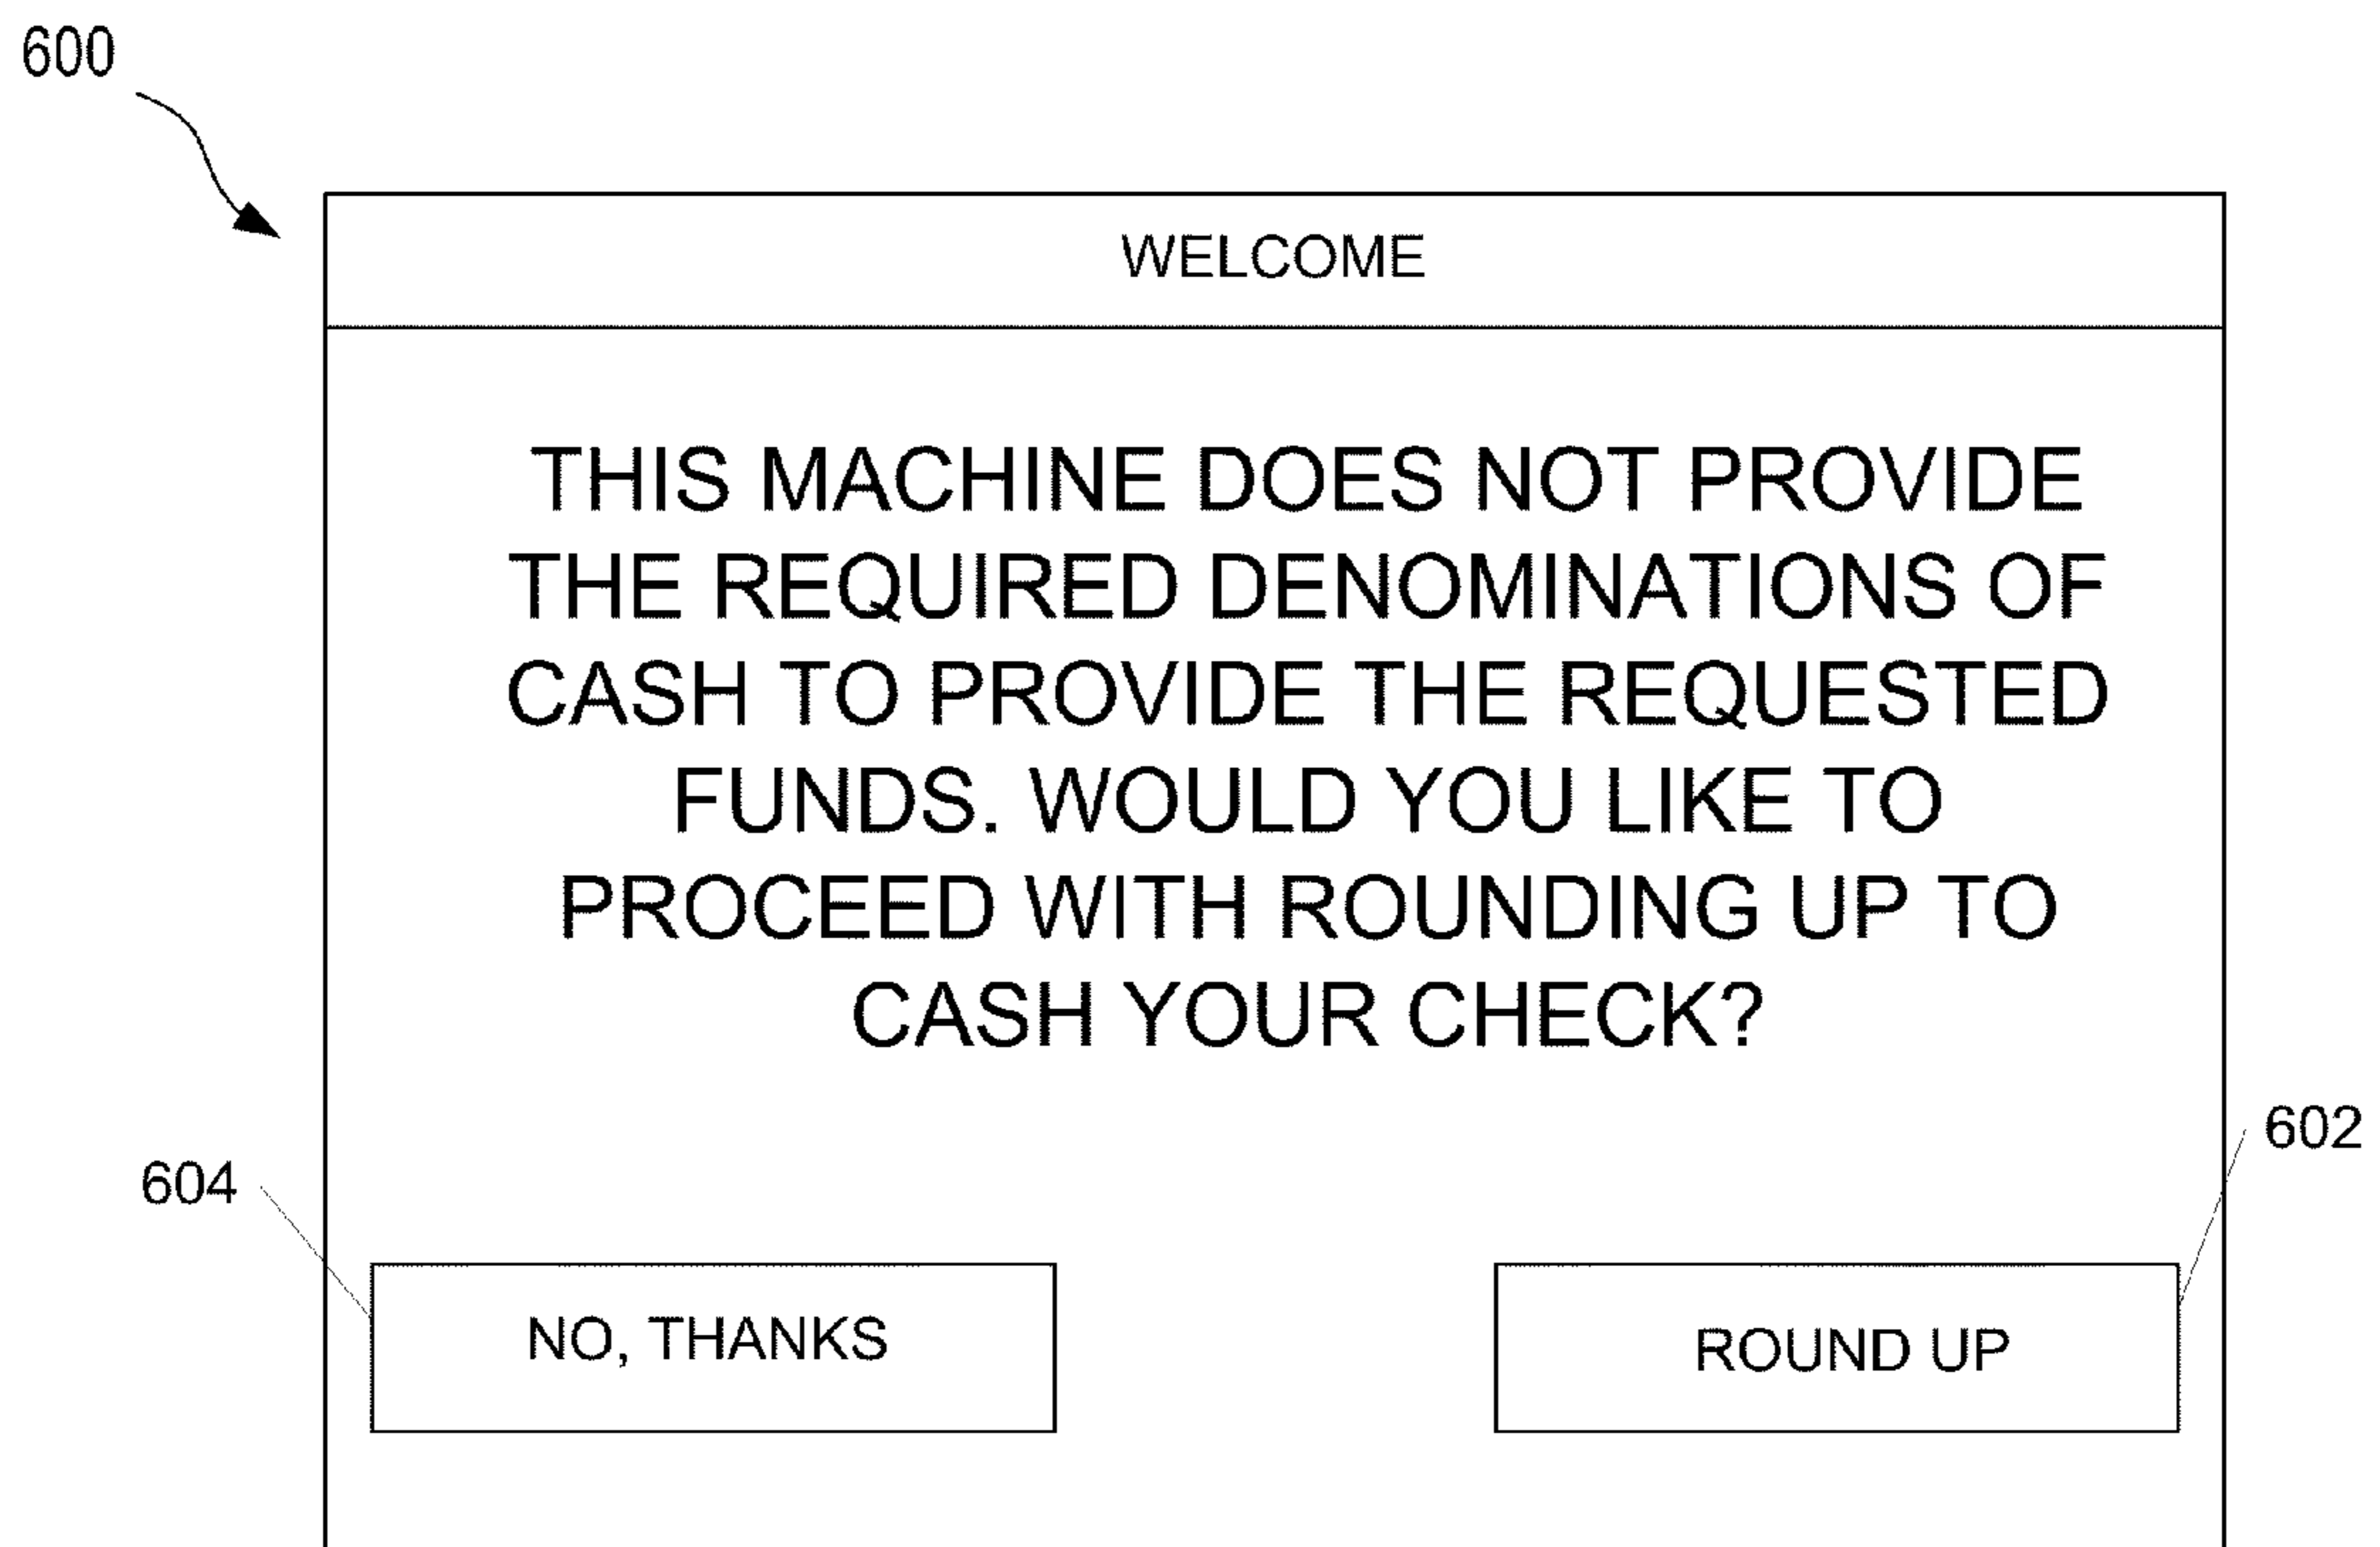 600
WELCOME
THIS MACHINE DOES NOT PROVIDE
THE REQUIRED DENOMINATIONS OF
CASH TO PROVIDE THE REQUESTED
FUNDS. WOULD YOU LIKE TO
PROCEED WITH ROUNDING UP TO
CASH YOUR CHECK?
602
604
NO, THANKS
ROUND UP